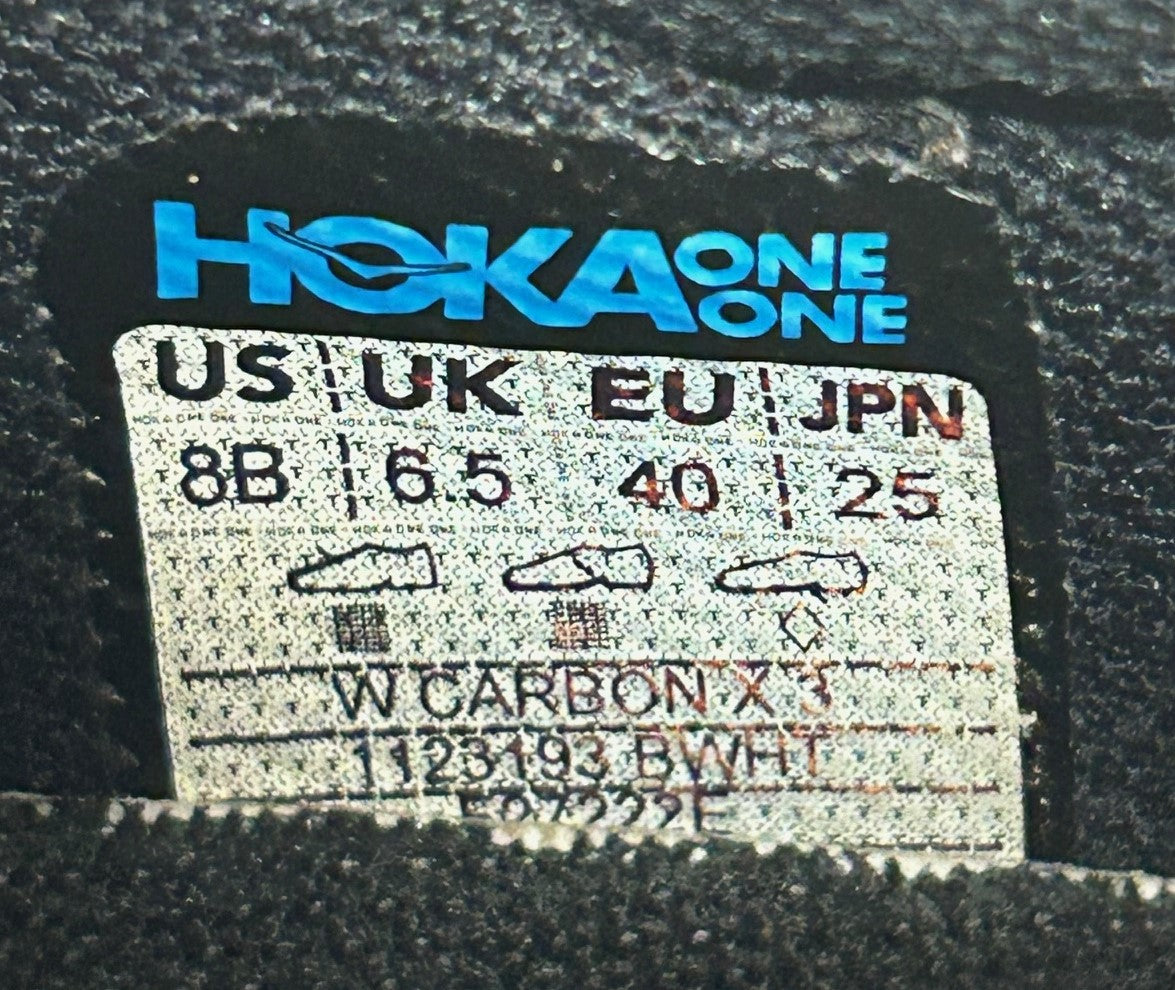 HOKA ONE ONE
US | UK EU | JPN
8B | 6.5 40 | 25
W CARBON X 3
1123193 BWHT